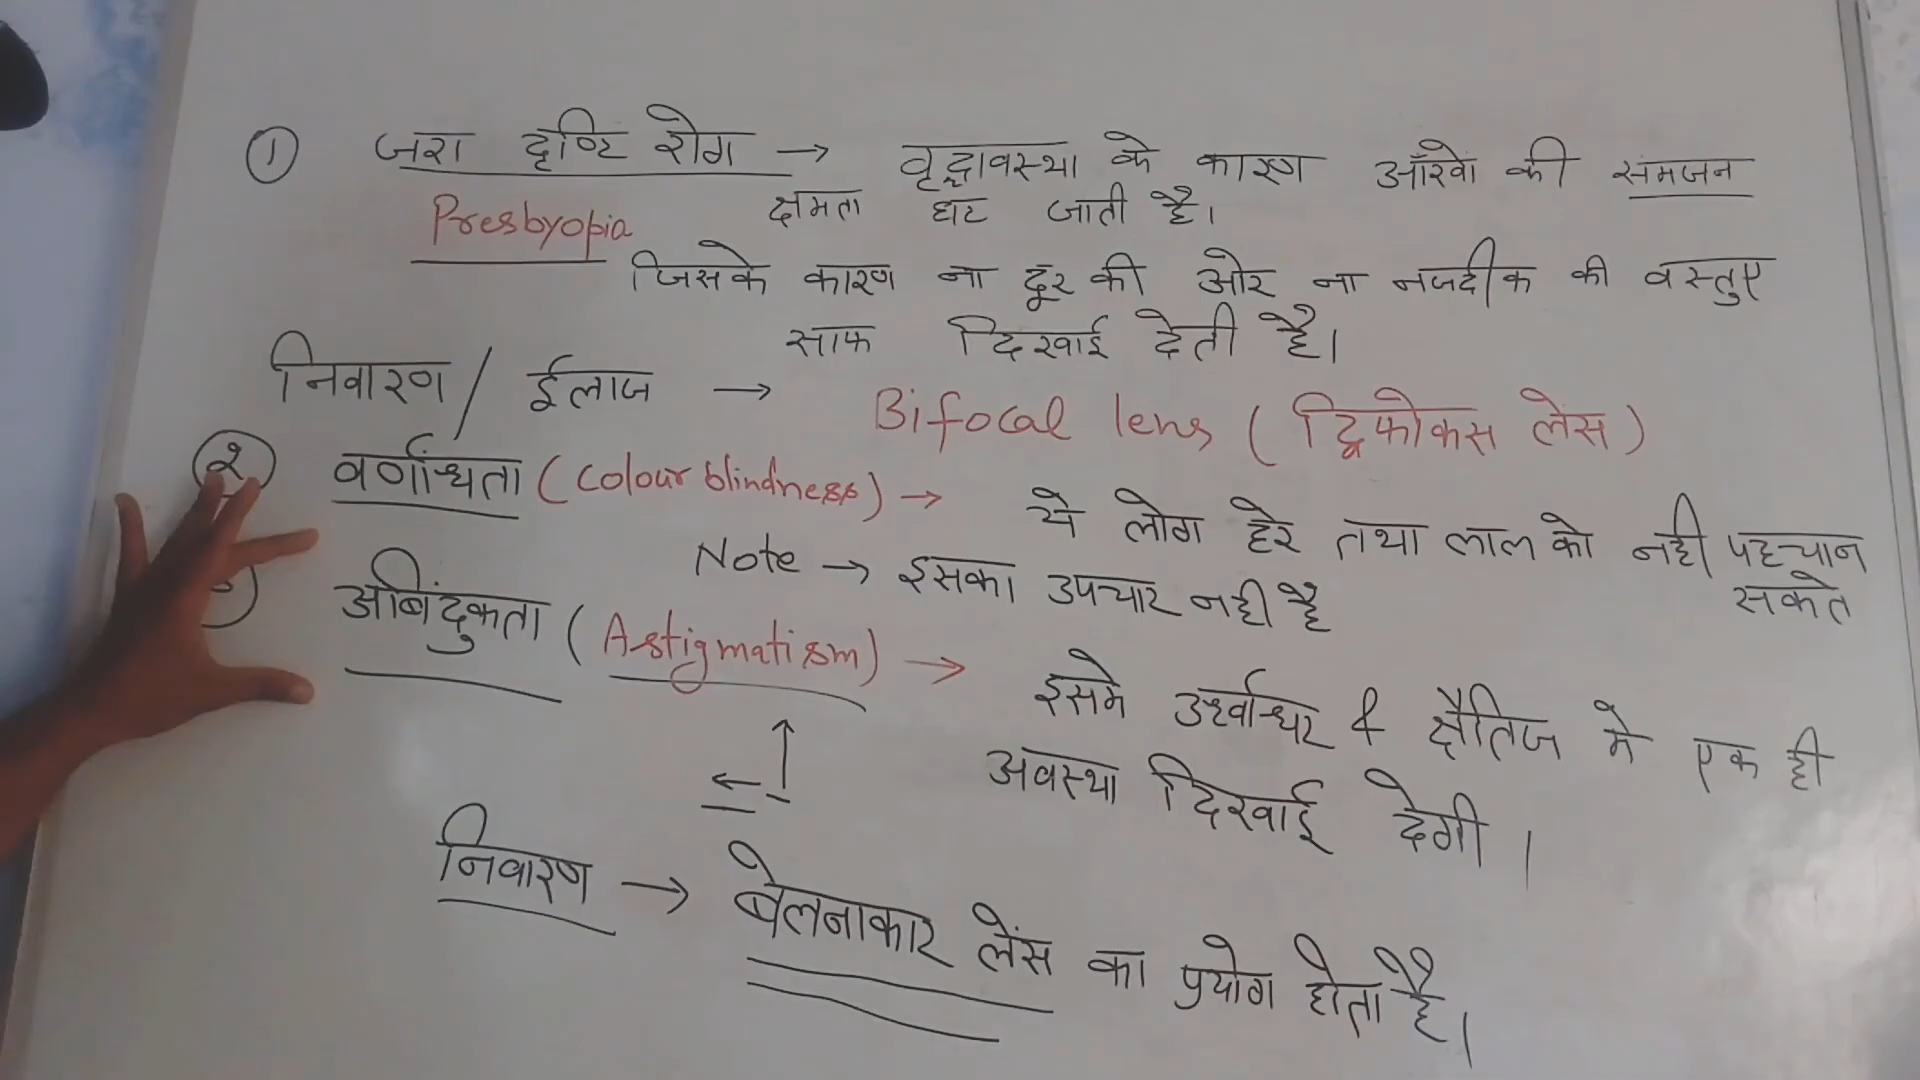 ① जरा दृष्टि रोग → वृद्धावस्था के कारण आँखो की समंजन
Presbyopia क्षमता घट जाती है।
जिसके कारण ना दूर की ओर ना नजदीक की वस्तुए
साफ दिखाई देती है।
निवारण / ईलाज → Bifocal lens (द्विफोकस लेंस)
② वर्णांधता (Colour blindness) → ये लोग हरे तथा लाल को नही पहचान
सकते
Note → इसका उपचार नही है
अबिंदुकता (Astigmatism) → इसमे उर्ध्वाधर & क्षैतिज मे एक ही
अवस्था दिखाई देगी।
निवारण → बेलनाकार लेंस का प्रयोग होता है।